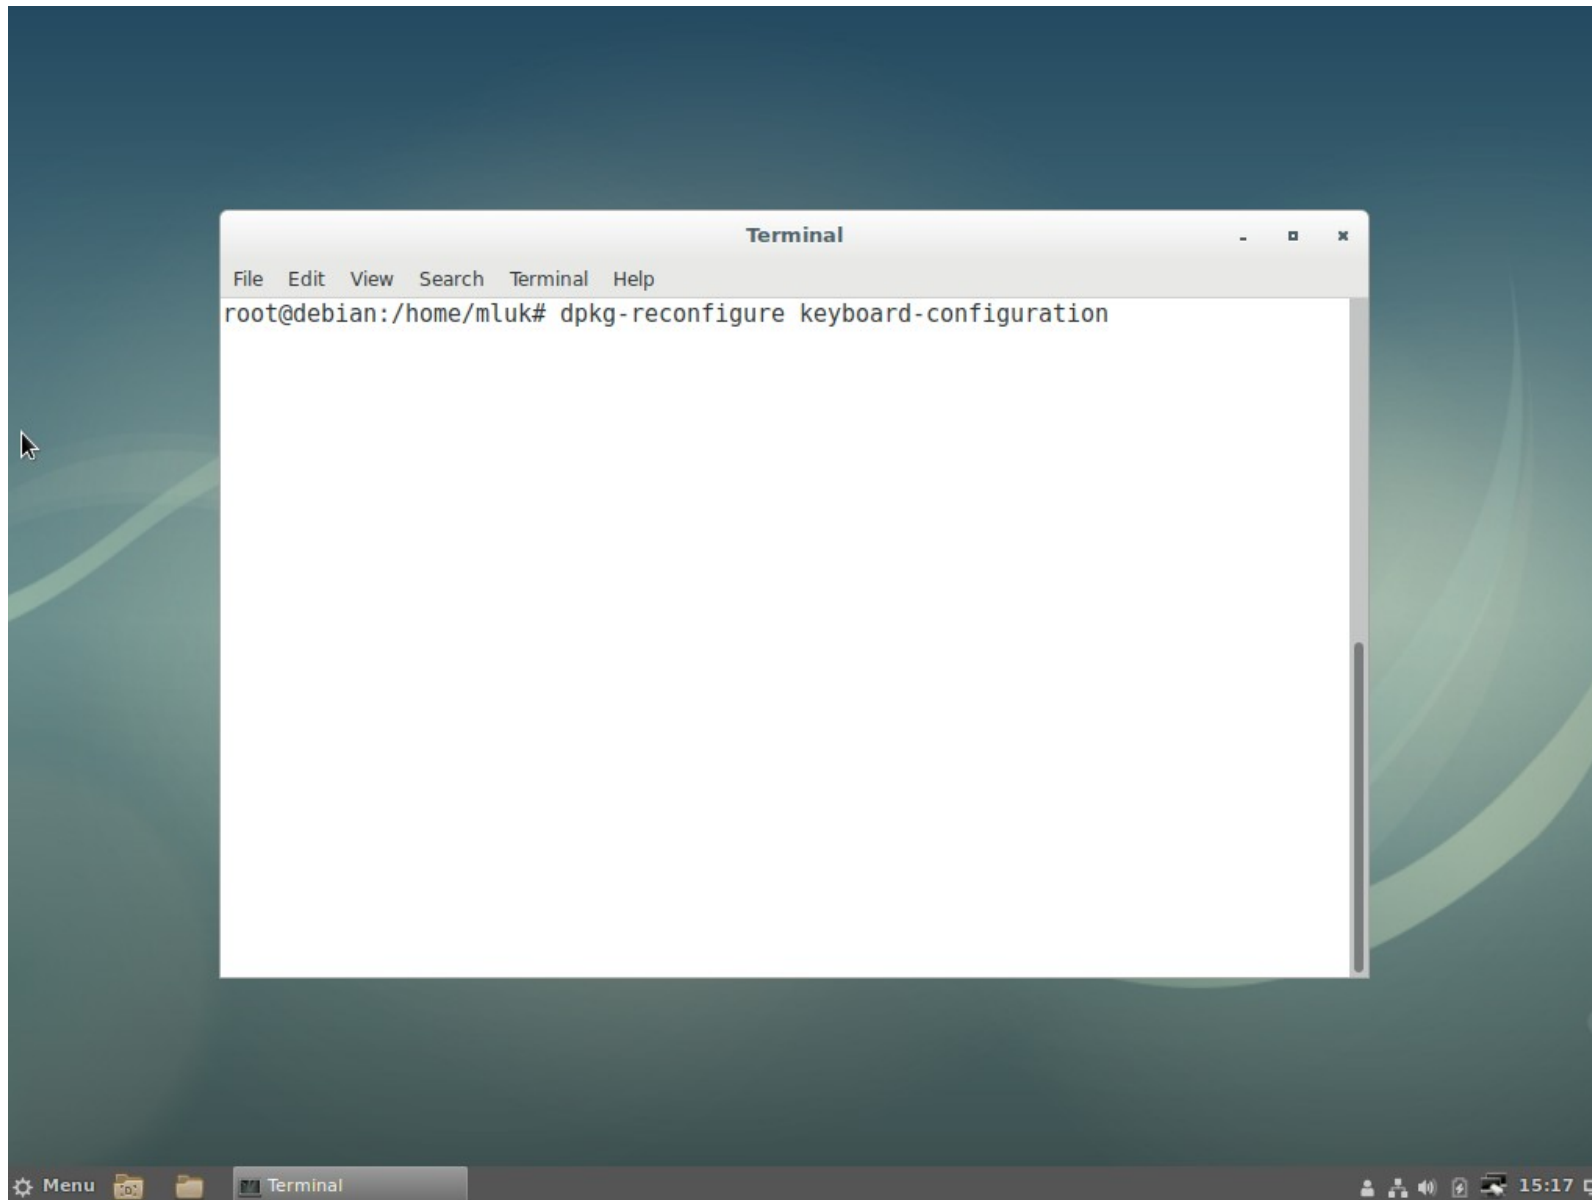 Terminal
File Edit View Search Terminal Help
root@debian:/home/mluk# dpkg-reconfigure keyboard-configuration
Menu Terminal 15:17